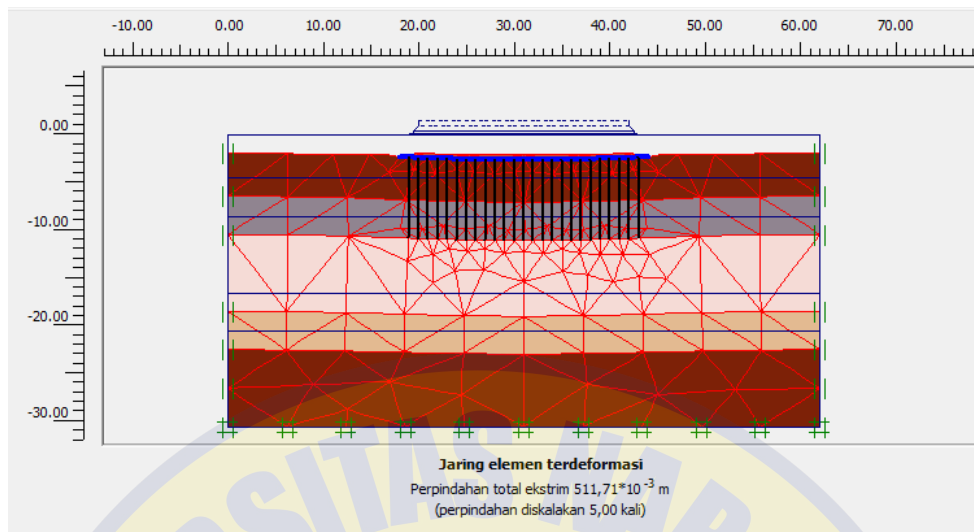 -10.00 0.00 10.00 20.00 30.00 40.00 50.00 60.00 70.00
0.00
-10.00
-20.00
-30.00
Jaring elemen terdeformasi
Perpindahan total ekstrim 511,71*10⁻³ m
(perpindahan diskalakan 5,00 kali)
SITAS NA